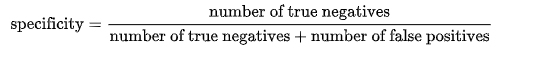 specificity = number of true negatives / number of true negatives + number of false positives